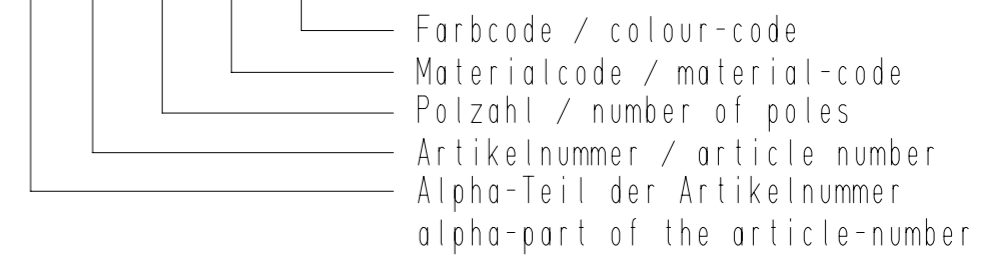 Farbcode / colour-code
Materialcode / material-code
Polzahl / number of poles
Artikelnummer / article number
Alpha-Teil der Artikelnummer
alpha-part of the article-number